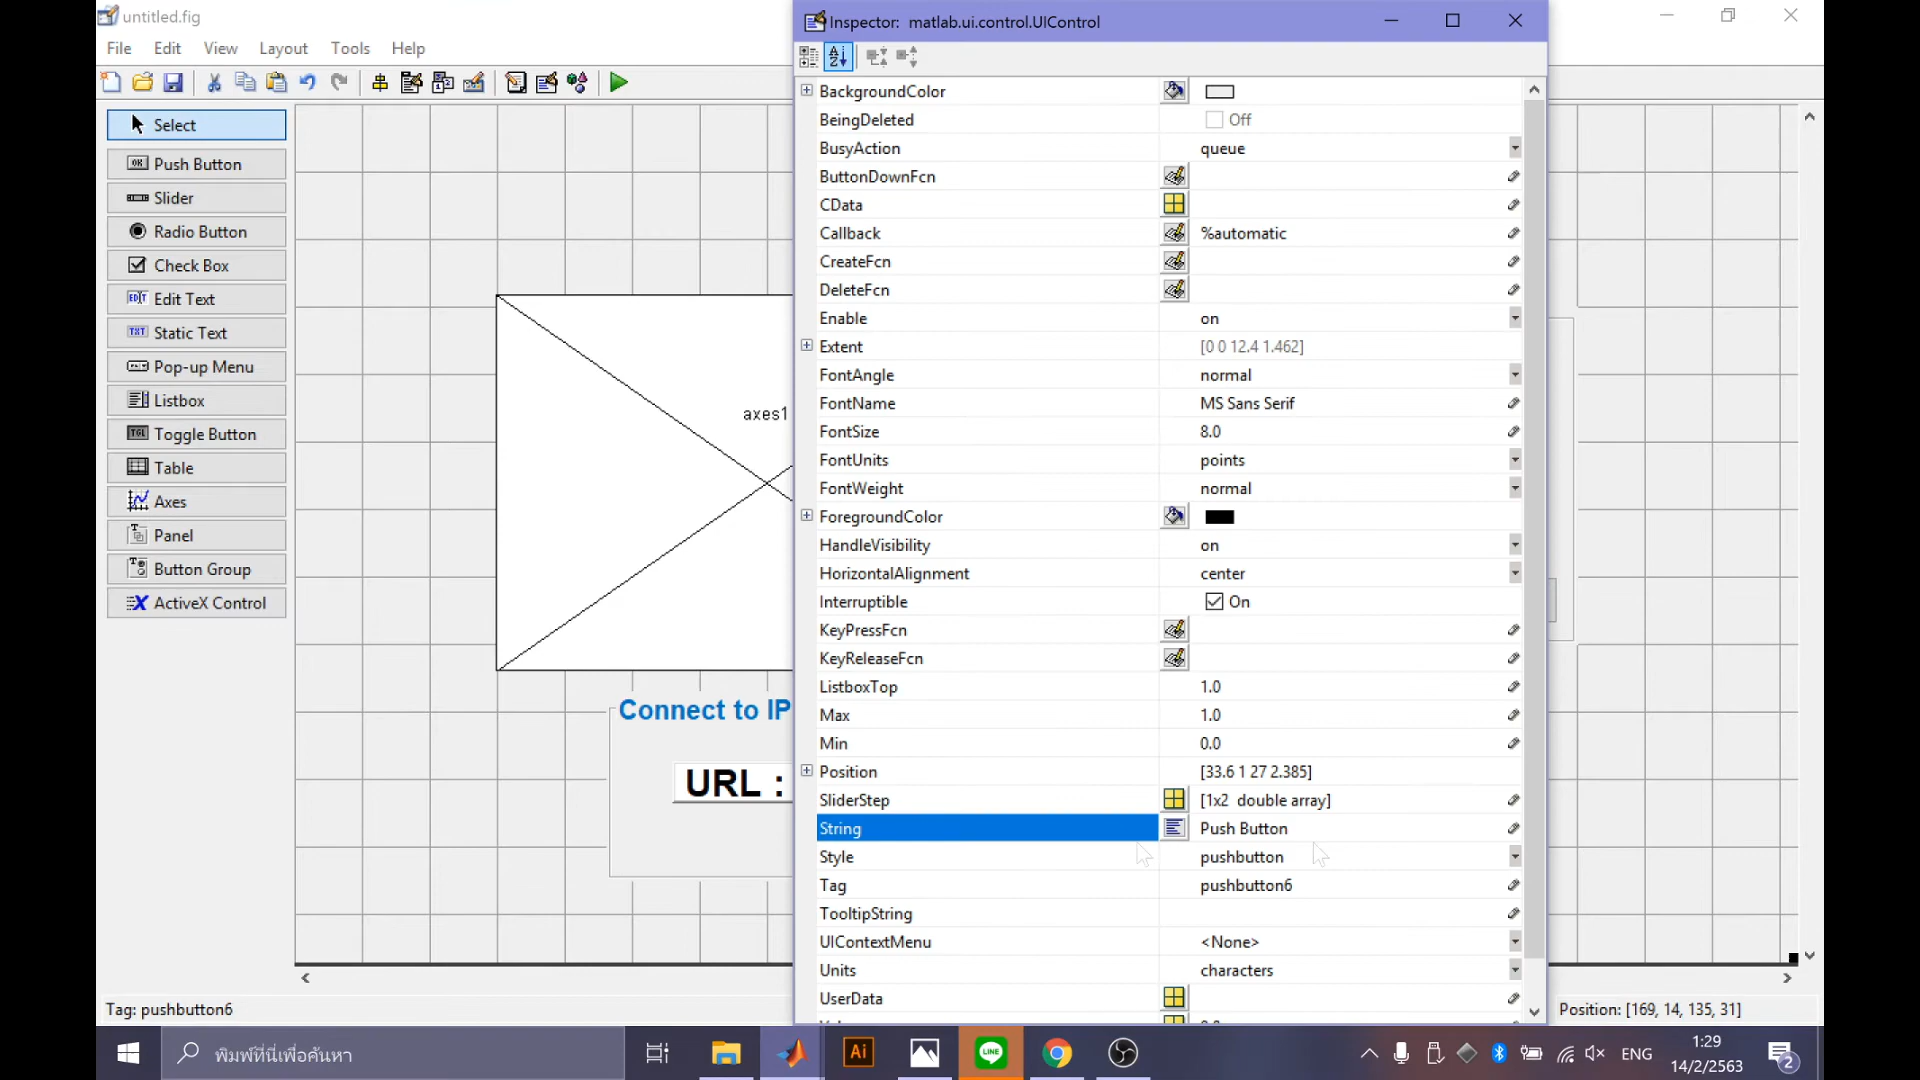 untitled.fig
File Edit View Layout Tools Help
Select
OK Push Button
Slider
Radio Button
Check Box
EDIT Edit Text
TXT Static Text
Pop-up Menu
Listbox
TGL Toggle Button
Table
Axes
Panel
Button Group
ActiveX Control
axes1
Connect to IP
URL :
Tag: pushbutton6
Inspector: matlab.ui.control.UIControl
BackgroundColor
BeingDeleted Off
BusyAction queue
ButtonDownFcn
CData
Callback %automatic
CreateFcn
DeleteFcn
Enable on
Extent [0 0 12.4 1.462]
FontAngle normal
FontName MS Sans Serif
FontSize 8.0
FontUnits points
FontWeight normal
ForegroundColor
HandleVisibility on
HorizontalAlignment center
Interruptible On
KeyPressFcn
KeyReleaseFcn
ListboxTop 1.0
Max 1.0
Min 0.0
Position [33.6 1 27 2.385]
SliderStep [1x2 double array]
String Push Button
Style pushbutton
Tag pushbutton6
TooltipString
UIContextMenu <None>
Units characters
UserData
Position: [169, 14, 135, 31]
พิมพ์ที่นี่เพื่อค้นหา
Ai
LINE
ENG
1:29
14/2/2563
2